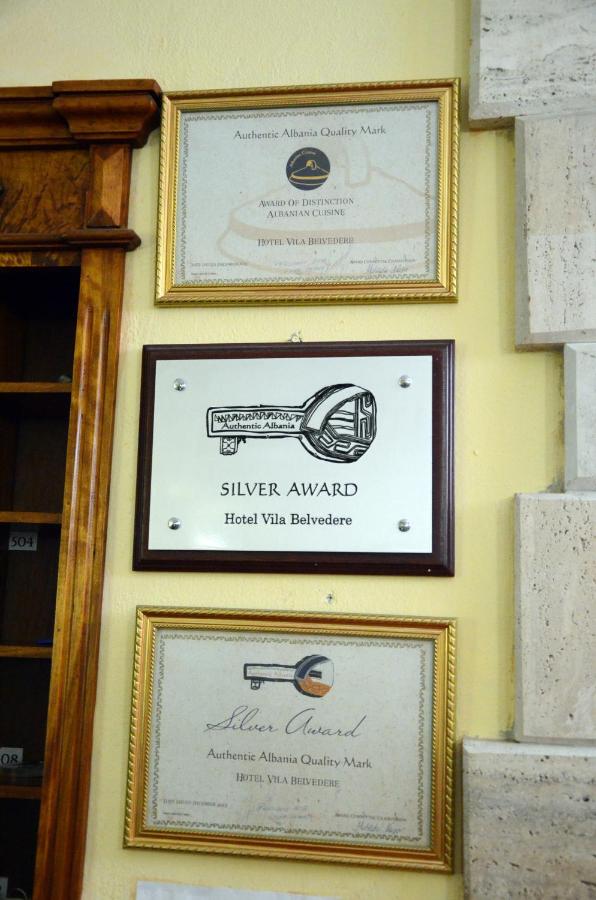 Authentic Albania Quality Mark
AWARD OF DISTINCTION
ALBANIAN CUISINE
HOTEL VILA BELVEDERE
Authentic Albania
SILVER AWARD
Hotel Vila Belvedere
504
Silver Award
Authentic Albania Quality Mark
HOTEL VILA BELVEDERE
08